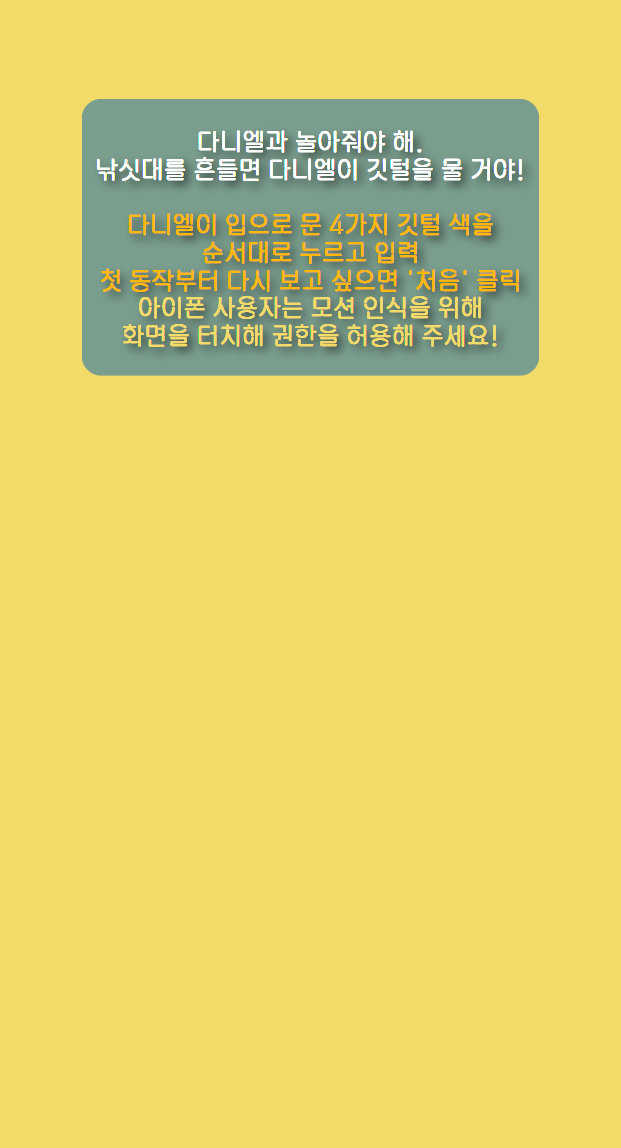 다니엘과 놀아줘야 해.
낚싯대를 흔들면 다니엘이 깃털을 물 거야!
다니엘이 입으로 문 4가지 깃털 색을
순서대로 누르고 입력
첫 동작부터 다시 보고 싶으면 '처음' 클릭
아이폰 사용자는 모션 인식을 위해
화면을 터치해 권한을 허용해 주세요!